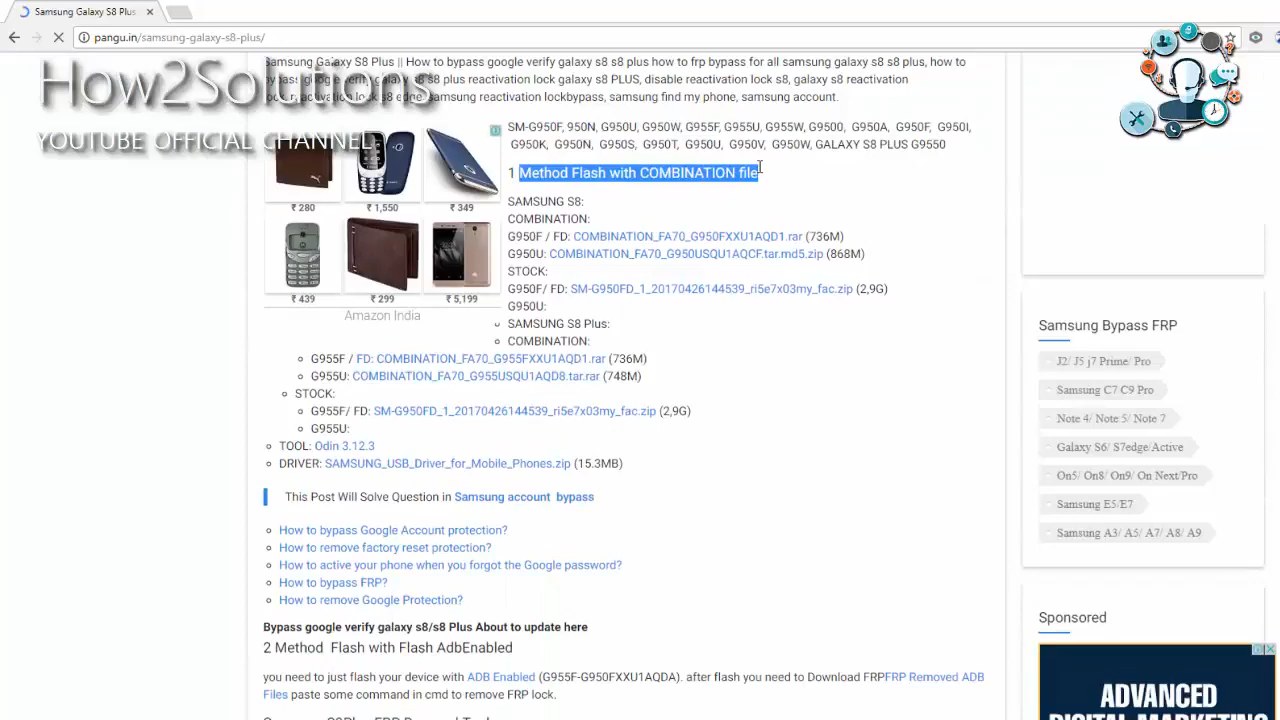 Samsung Galaxy S8 Plus
pangu.in/samsung-galaxy-s8-plus/
How2Solutions
YOUTUBE OFFICIAL CHANNEL
Samsung Galaxy S8 Plus || How to bypass google verify galaxy s8 s8 plus how to frp bypass for all samsung galaxy s8 s8 plus, how to
bypass google verify galaxy s8 s8 plus reactivation lock galaxy s8 PLUS, disable reactivation lock s8, galaxy s8 reactivation
lock, reactivation lock s8 edge, samsung reactivation lockbypass, samsung find my phone, samsung account.
SM-G950F, 950N, G950U, G950W, G955F, G955U, G955W, G9500, G950A, G950F, G950I,
G950K, G950N, G950S, G950T, G950U, G950V, G950W, GALAXY S8 PLUS G9550
1 Method Flash with COMBINATION file
₹ 280
₹ 1,550
₹ 349
₹ 439
₹ 299
₹ 5,199
Amazon India
SAMSUNG S8:
COMBINATION:
G950F / FD: COMBINATION_FA70_G950FXXU1AQD1.rar (736M)
G950U: COMBINATION_FA70_G950USQU1AQCF.tar.md5.zip (868M)
STOCK:
G950F/ FD: SM-G950FD_1_20170426144539_ri5e7x03my_fac.zip (2,9G)
G950U:
SAMSUNG S8 Plus:
COMBINATION:
G955F / FD: COMBINATION_FA70_G955FXXU1AQD1.rar (736M)
G955U: COMBINATION_FA70_G955USQU1AQD8.tar.rar (748M)
STOCK:
G955F/ FD: SM-G950FD_1_20170426144539_ri5e7x03my_fac.zip (2,9G)
G955U:
TOOL: Odin 3.12.3
DRIVER: SAMSUNG_USB_Driver_for_Mobile_Phones.zip (15.3MB)
This Post Will Solve Question in Samsung account bypass
How to bypass Google Account protection?
How to remove factory reset protection?
How to active your phone when you forgot the Google password?
How to bypass FRP?
How to remove Google Protection?
Bypass google verify galaxy s8/s8 Plus About to update here
2 Method Flash with Flash AdbEnabled
you need to just flash your device with ADB Enabled (G955F-G950FXXU1AQDA). after flash you need to Download FRPFRP Removed ADB
Files paste some command in cmd to remove FRP lock.
Samsung Bypass FRP
J2/ J5 j7 Prime/ Pro
Samsung C7 C9 Pro
Note 4/ Note 5/ Note 7
Galaxy S6/ S7edge/Active
On5/ On8/ On9/ On Next/Pro
Samsung E5/E7
Samsung A3/ A5/ A7/ A8/ A9
Sponsored
ADVANCED
DIGITAL MARKETING